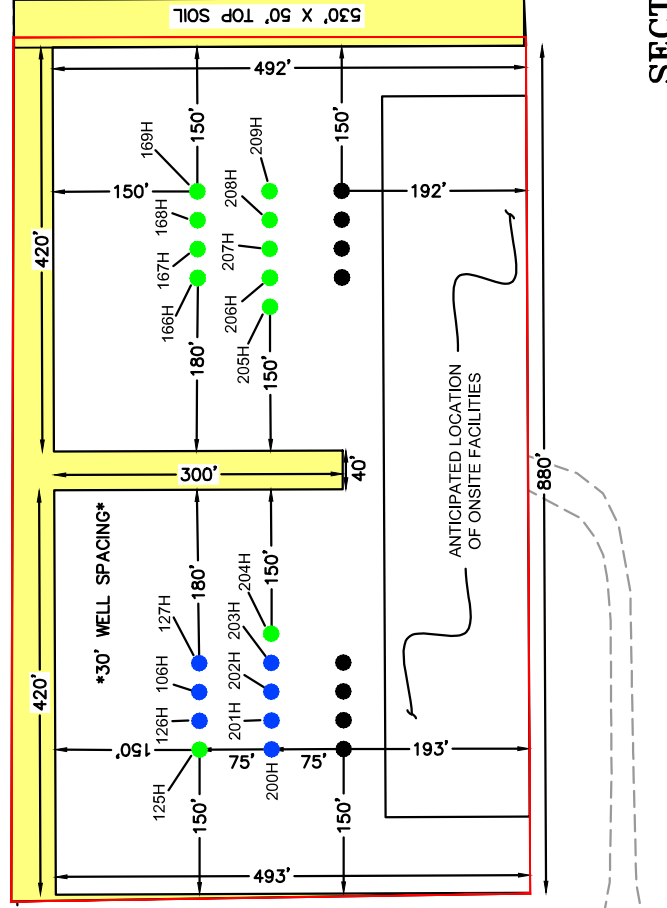 SECT
530' X 50' TOP SOIL
492'
150'
150'
169H
209H
150'
192'
168H
208H
167H
207H
420'
166H
206H
205H
180'
150'
ANTICIPATED LOCATION
OF ONSITE FACILITIES
300'
40'
880'
*30' WELL SPACING*
180'
150'
204H
127H
203H
106H
202H
126H
201H
420'
150'
75'
75'
193'
125H
200H
150'
150'
493'